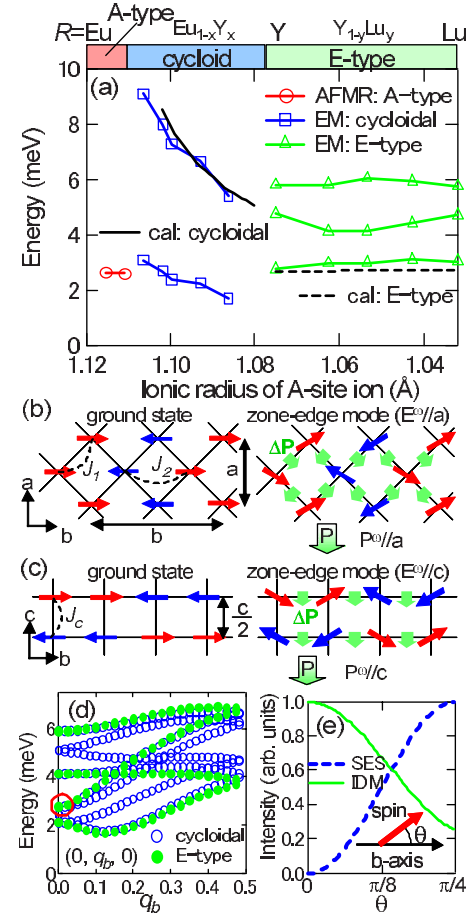 R=Eu A-type Eu1-xYx Y Y1-yLuy Lu
cycloid E-type
(a)
AFMR: A-type
EM: cycloidal
EM: E-type
cal: cycloidal
cal: E-type
Energy (meV)
10
8
6
4
2
0
1.12 1.10 1.08 1.06 1.04
Ionic radius of A-site ion (Å)
(b) ground state zone-edge mode (Eω//a)
J1 J2 a ΔP
a
b b
P Pω//a
(c) ground state zone-edge mode (Eω//c)
c Jc c/2 ΔP
b
P Pω//c
(d)
Energy (meV)
8
6
4
2
0
cycloidal
E-type
(0, qb, 0)
0.0 0.1 0.2 0.3 0.4 0.5
qb
(e)
Intensity (arb. units)
1.0
0.8
0.6
0.4
0.2
0
SES
IDM
spin
θ
b-axis
0 π/8 π/4
θ